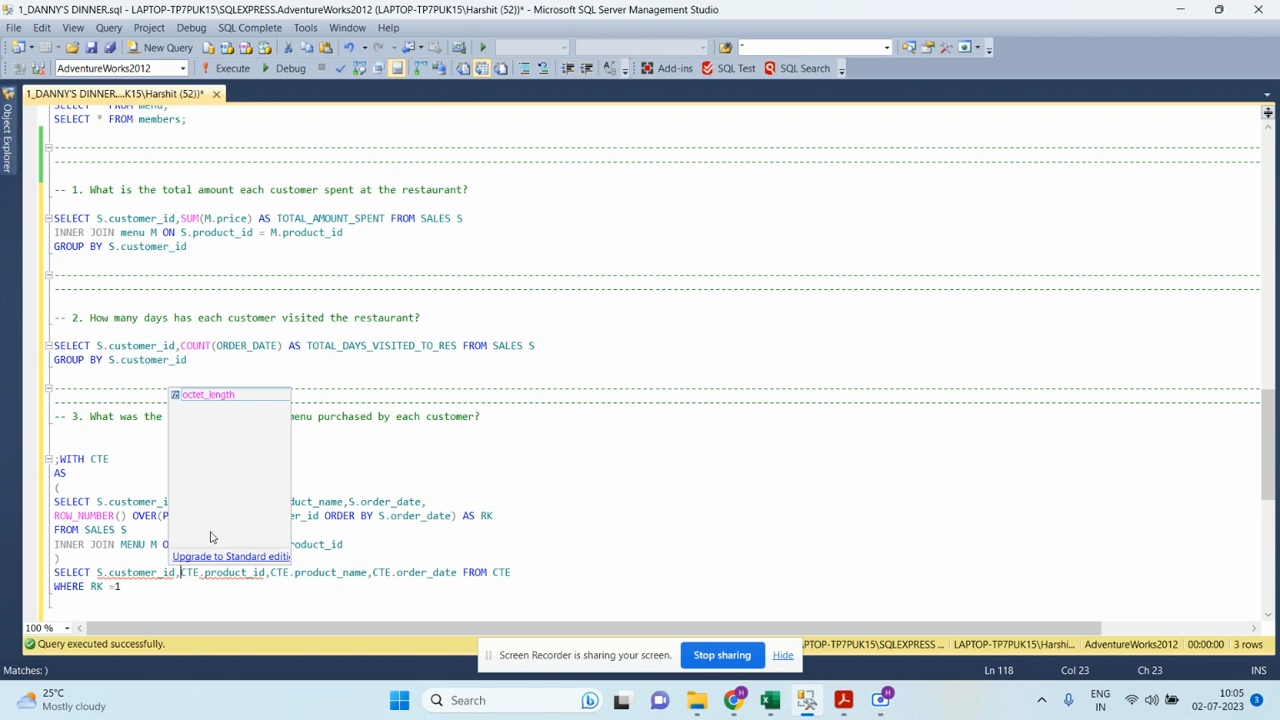 1_DANNY'S DINNER.sql - LAPTOP-TP7PUK15\SQLEXPRESS.AdventureWorks2012 (LAPTOP-TP7PUK15\Harshit (52))* - Microsoft SQL Server Management Studio
File Edit View Query Project Debug SQL Complete Tools Window Help
New Query "
AdventureWorks2012 Execute Debug Add-ins SQL Test SQL Search
1_DANNY'S DINNER....K15\Harshit (52))*
Object Explorer
SELECT * FROM menu;
SELECT * FROM members;
-- 1. What is the total amount each customer spent at the restaurant?
SELECT S.customer_id,SUM(M.price) AS TOTAL_AMOUNT_SPENT FROM SALES S
INNER JOIN menu M ON S.product_id = M.product_id
GROUP BY S.customer_id
-- 2. How many days has each customer visited the restaurant?
SELECT S.customer_id,COUNT(ORDER_DATE) AS TOTAL_DAYS_VISITED_TO_RES FROM SALES S
GROUP BY S.customer_id
octet_length
-- 3. What was the menu purchased by each customer?
;WITH CTE
AS
(
SELECT S.customer_i duct_name,S.order_date,
ROW_NUMBER() OVER(P er_id ORDER BY S.order_date) AS RK
FROM SALES S
INNER JOIN MENU M O duct_id
Upgrade to Standard editi
)
SELECT S.customer_id,CTE.product_id,CTE.product_name,CTE.order_date FROM CTE
WHERE RK =1
100 %
Query executed successfully. LAPTOP-TP7PUK15\SQLEXPRESS ... LAPTOP-TP7PUK15\Harshi... AdventureWorks2012 00:00:00 3 rows
Screen Recorder is sharing your screen. Stop sharing Hide
Matches: ) Ln 118 Col 23 Ch 23 INS
25°C
Mostly cloudy
Search
ENG
IN
10:05
02-07-2023
3